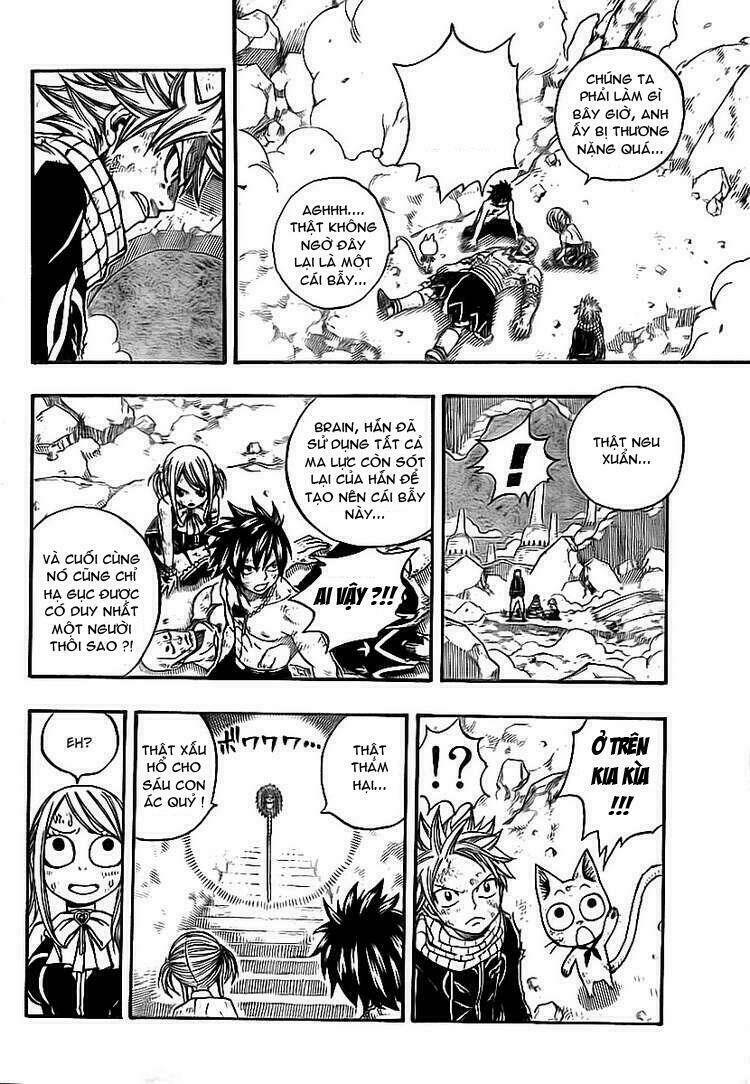 CHÚNG TA
PHẢI LÀM GÌ
BÂY GIỜ, ANH
ẤY BỊ THƯƠNG
NẶNG QUÁ...
AGHHH....
THẬT KHÔNG
NGỜ ĐÂY
LẠI LÀ MỘT
CÁI BẪY...
BRAIN, HẮN ĐÃ
SỬ DỤNG TẤT CẢ
MA LỰC CÒN SÓT
LẠI CỦA HẮN ĐỂ
TẠO NÊN CÁI BẪY
NÀY...
VÀ CUỐI CÙNG
NÓ CŨNG CHỈ
HẠ GỤC ĐƯỢC
CÓ DUY NHẤT
MỘT NGƯỜI
THÔI SAO ?!
AI VẬY ?!!
THẬT NGU
XUẨN...
!
EH?
THẬT XẤU
HỔ CHO
SÁU CON
ÁC QUỶ !
ボワワワ...
THẬT
THẢM
HẠI...
!?
Ở TRÊN
KIA KÌA
!!!